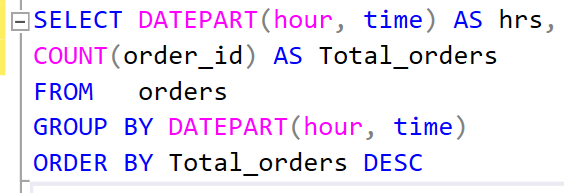 SELECT DATEPART(hour, time) AS hrs,
COUNT(order_id) AS Total_orders
FROM   orders
GROUP BY DATEPART(hour, time)
ORDER BY Total_orders DESC